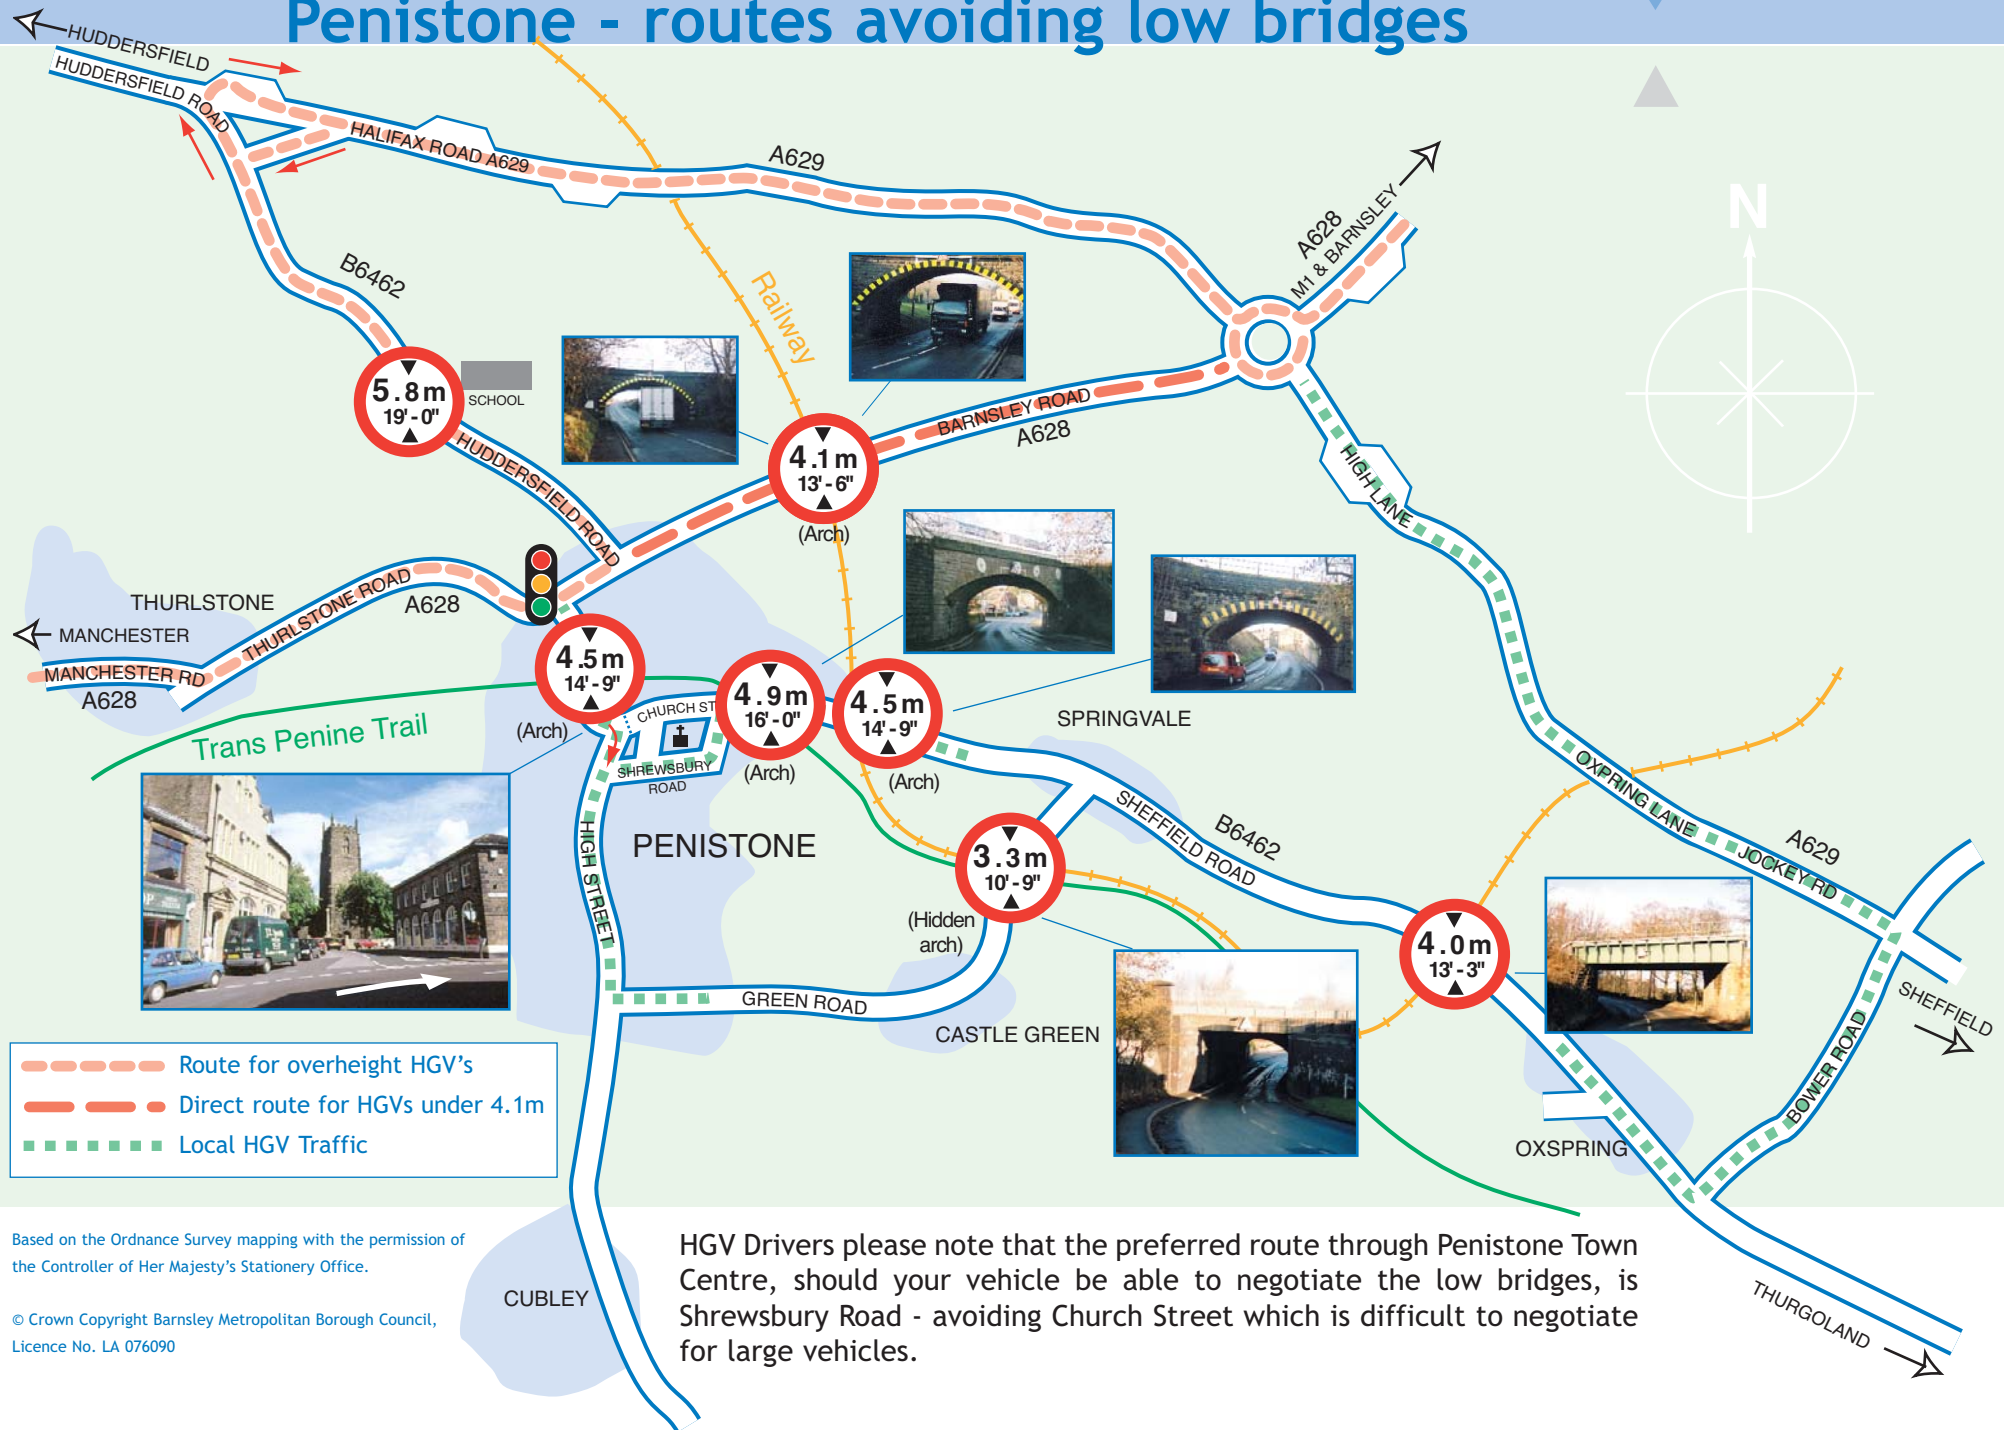 Penistone - routes avoiding low bridges
HUDDERSFIELD
HUDDERSFIELD ROAD
HALIFAX ROAD A629
A629
N
A628
M1 & BARNSLEY
B6462
Railway
5.8m
19'-0"
SCHOOL
BARNSLEY ROAD
A628
4.1m
13'-6"
(Arch)
HUDDERSFIELD ROAD
HIGH LANE
THURLSTONE
MANCHESTER
THURLSTONE ROAD
A628
MANCHESTER RD
A628
Trans Penine Trail
4.5m
14'-9"
(Arch)
CHURCH ST
SHREWSBURY
ROAD
4.9m
16'-0"
(Arch)
4.5m
14'-9"
(Arch)
SPRINGVALE
PENISTONE
HIGH STREET
SHEFFIELD ROAD
B6462
OXPRING LANE
JOCKEY RD
A629
3.3m
10'-9"
(Hidden
arch)
4.0m
13'-3"
GREEN ROAD
CASTLE GREEN
SHEFFIELD
BOWER ROAD
OXSPRING
THURGOLAND
CUBLEY
Route for overheight HGV's
Direct route for HGVs under 4.1m
Local HGV Traffic
Based on the Ordnance Survey mapping with the permission of
the Controller of Her Majesty's Stationery Office.
© Crown Copyright Barnsley Metropolitan Borough Council,
Licence No. LA 076090
HGV Drivers please note that the preferred route through Penistone Town
Centre, should your vehicle be able to negotiate the low bridges, is
Shrewsbury Road - avoiding Church Street which is difficult to negotiate
for large vehicles.